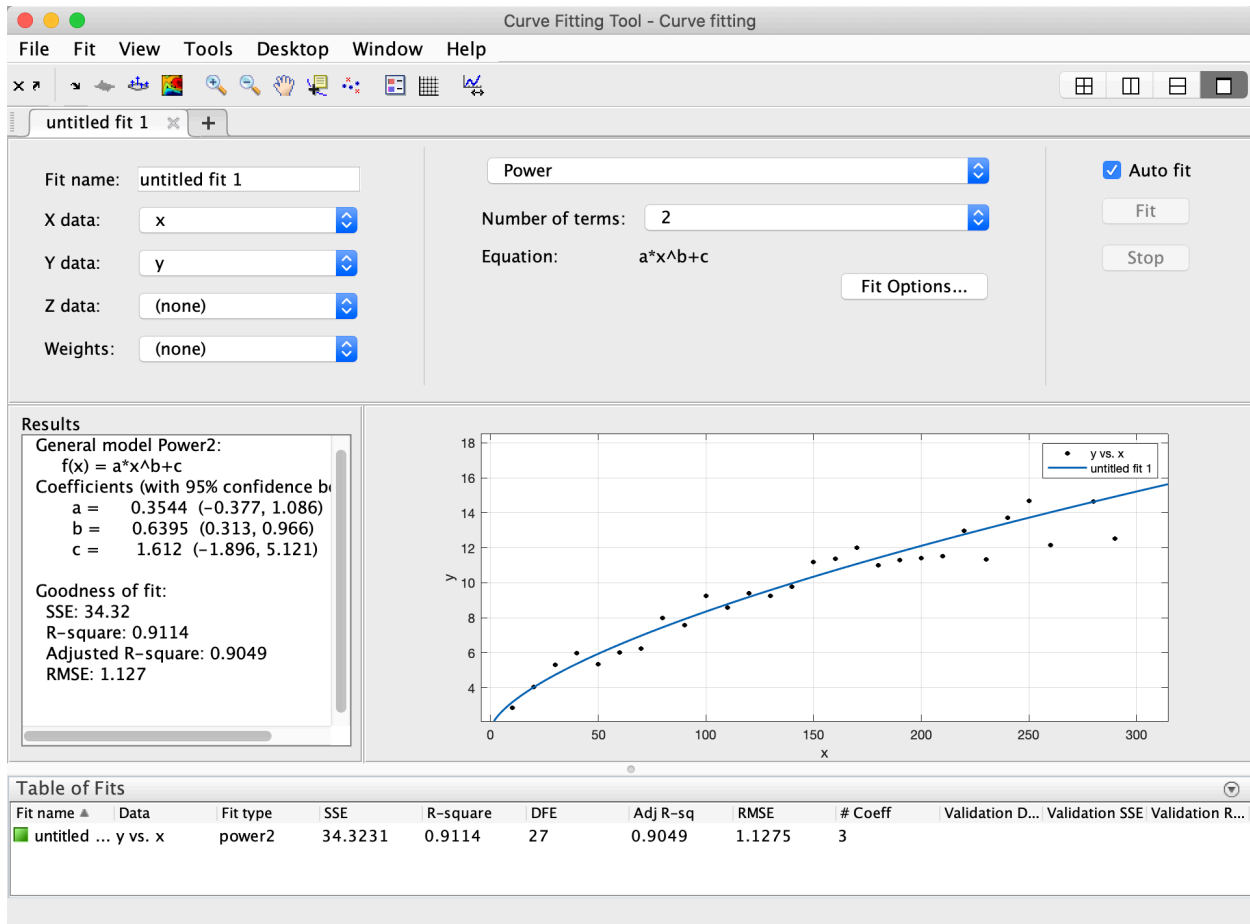 Curve Fitting Tool - Curve fitting
File Fit View Tools Desktop Window Help
untitled fit 1
Fit name: untitled fit 1
X data: x
Y data: y
Z data: (none)
Weights: (none)
Power
Number of terms: 2
Equation: a*x^b+c
Fit Options...
Auto fit
Fit
Stop
Results
General model Power2:
f(x) = a*x^b+c
Coefficients (with 95% confidence b
a = 0.3544 (-0.377, 1.086)
b = 0.6395 (0.313, 0.966)
c = 1.612 (-1.896, 5.121)
Goodness of fit:
SSE: 34.32
R-square: 0.9114
Adjusted R-square: 0.9049
RMSE: 1.127
18
16
14
12
10
8
6
4
y
0 50 100 150 200 250 300
x
y vs. x
untitled fit 1
Table of Fits
Fit name Data Fit type SSE R-square DFE Adj R-sq RMSE # Coeff Validation D... Validation SSE Validation R...
untitled ... y vs. x power2 34.3231 0.9114 27 0.9049 1.1275 3